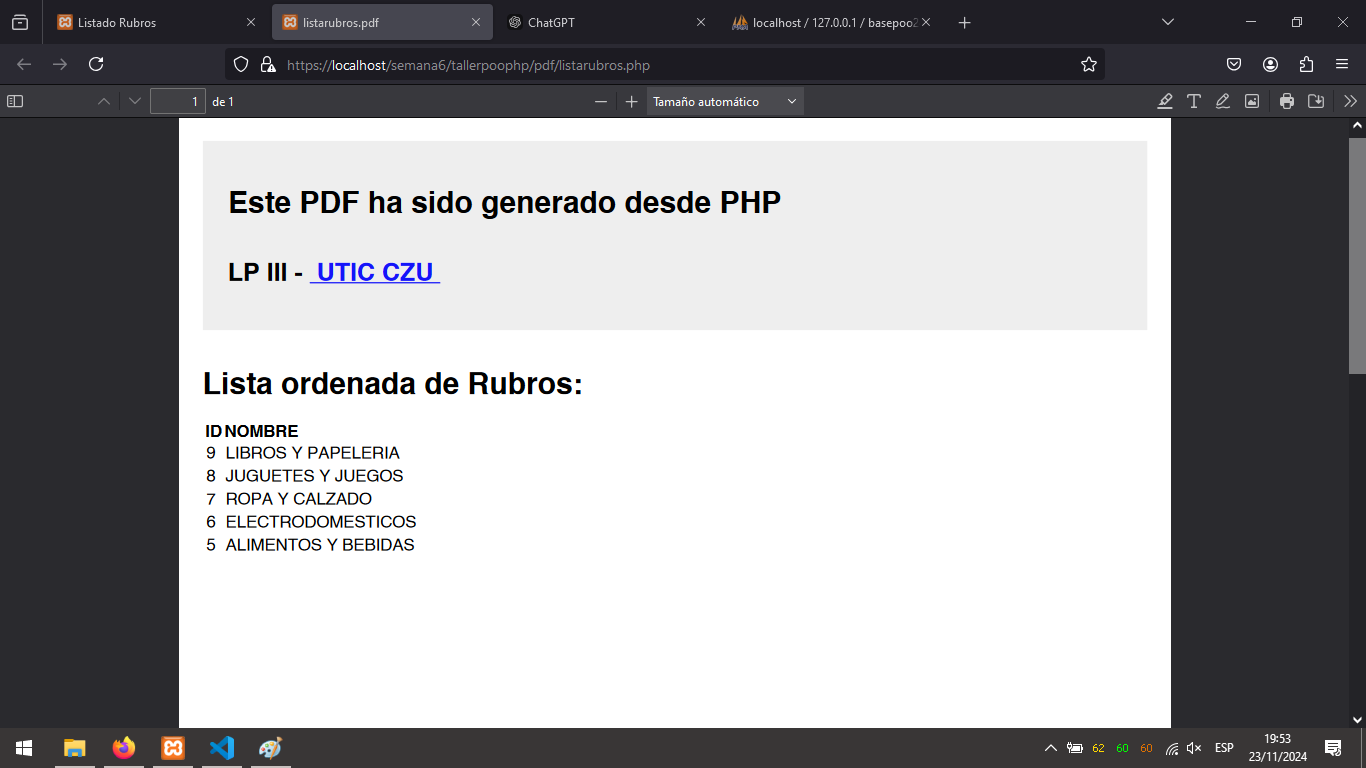 Listado Rubros
listarubros.pdf
ChatGPT
localhost / 127.0.0.1 / basepoo2
https://localhost/semana6/tallerpoophp/pdf/listarubros.php
1 de 1
Tamaño automático
Este PDF ha sido generado desde PHP
LP III - UTIC CZU
Lista ordenada de Rubros:
ID NOMBRE
9 LIBROS Y PAPELERIA
8 JUGUETES Y JUEGOS
7 ROPA Y CALZADO
6 ELECTRODOMESTICOS
5 ALIMENTOS Y BEBIDAS
62 60 60 ESP
19:53
23/11/2024